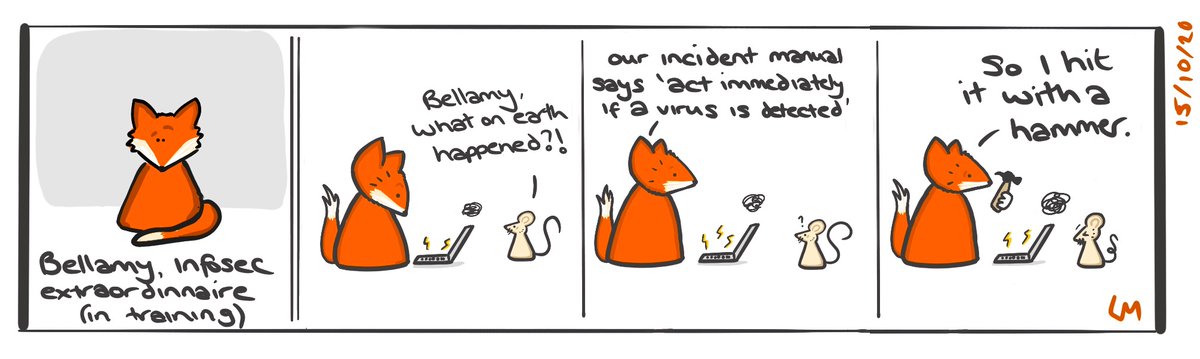 Bellamy, infosec
extraordinnaire
(in training)
Bellamy,
what on earth
happened?!
our incident manual
says 'act immediately
if a virus is detected'
?
So I hit
it with a
hammer.
LM
15/10/20